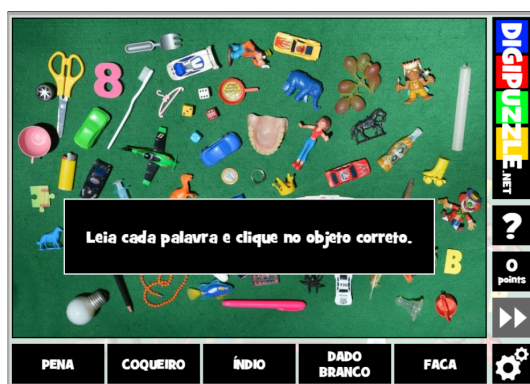 DIGIPUZZLE.NET
8
Leia cada palavra e clique no objeto correto.
B
?
0
points
PENA
COQUEIRO
ÍNDIO
DADO
BRANCO
FACA